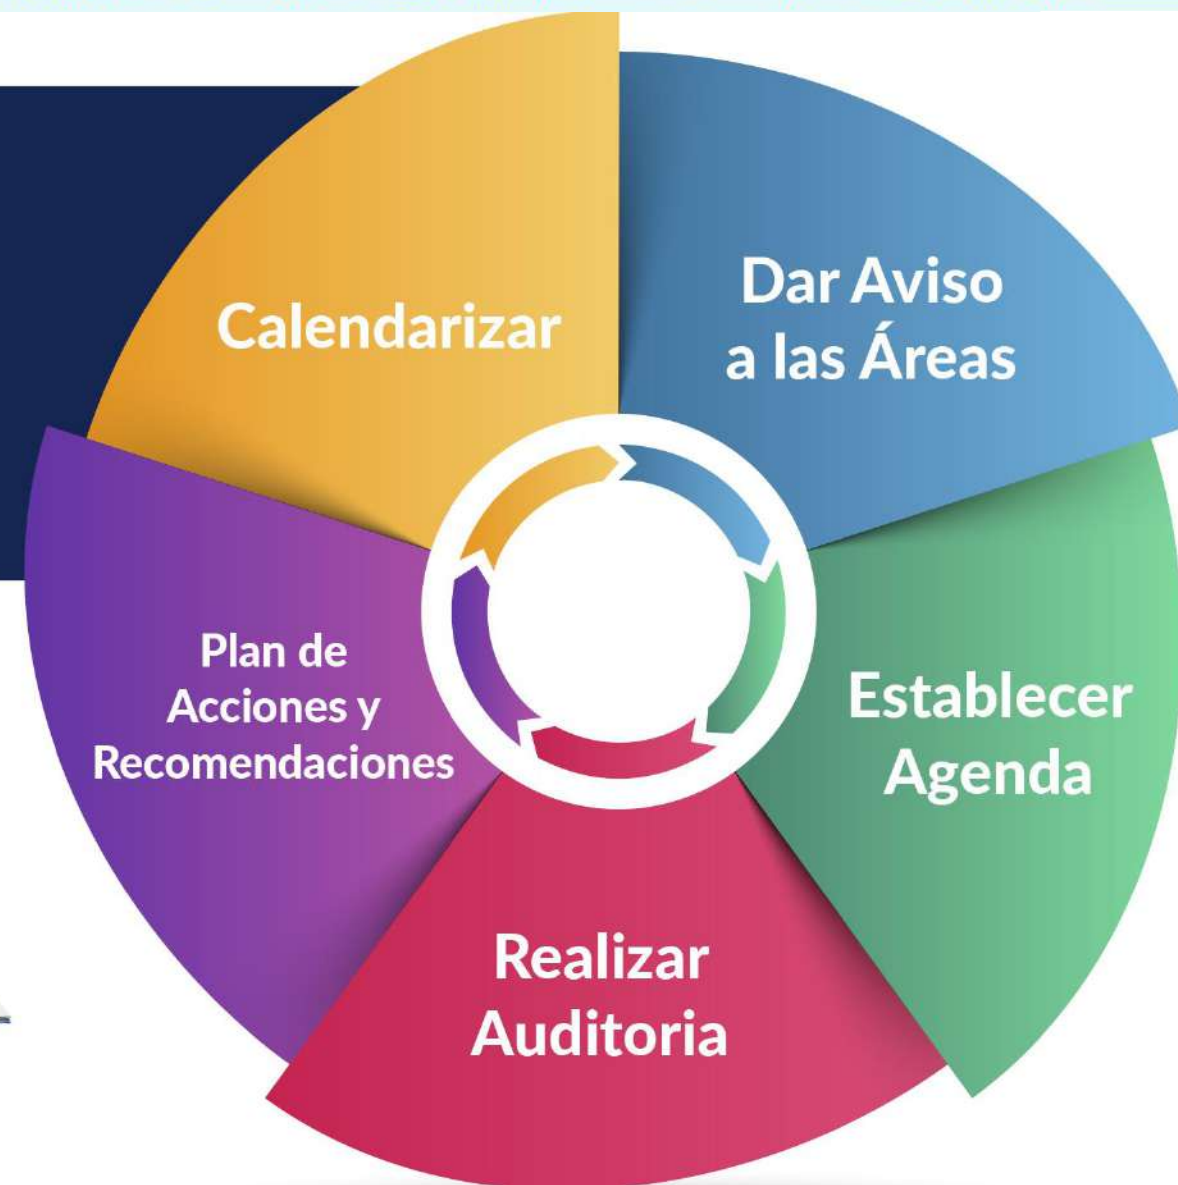 Calendarizar
Dar Aviso
a las Áreas
Establecer
Agenda
Realizar
Auditoria
Plan de
Acciones y
Recomendaciones